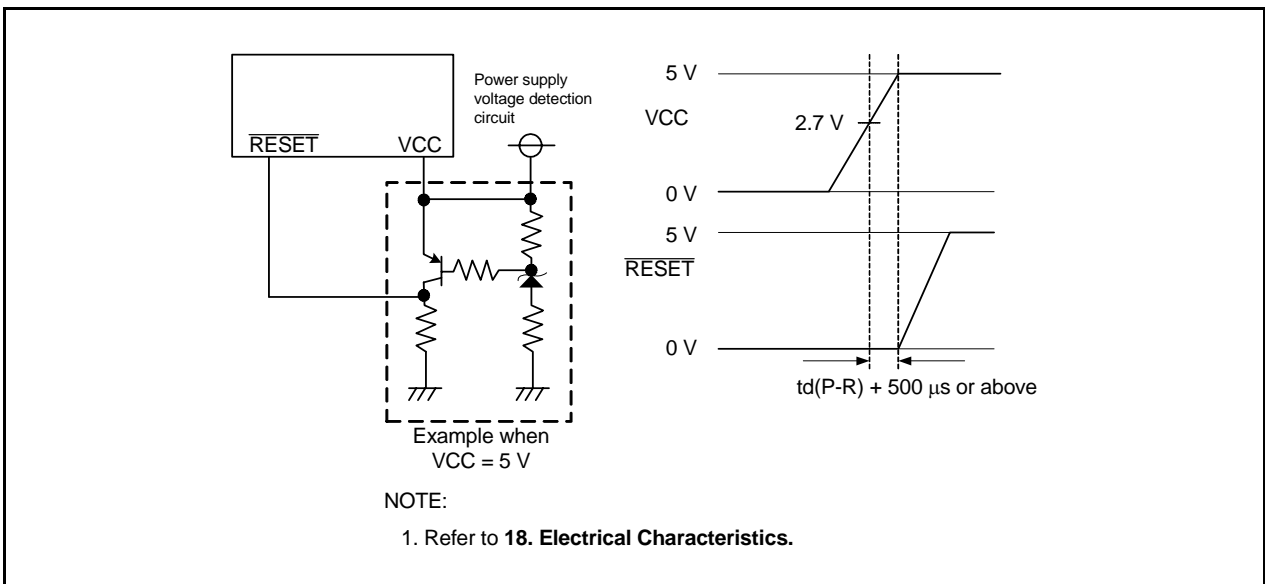 Power supply
voltage detection
circuit
RESET VCC
Example when
VCC = 5 V
5 V
VCC
2.7 V
0 V
5 V
RESET
0 V
td(P-R) + 500 μs or above
NOTE:
1. Refer to 18. Electrical Characteristics.